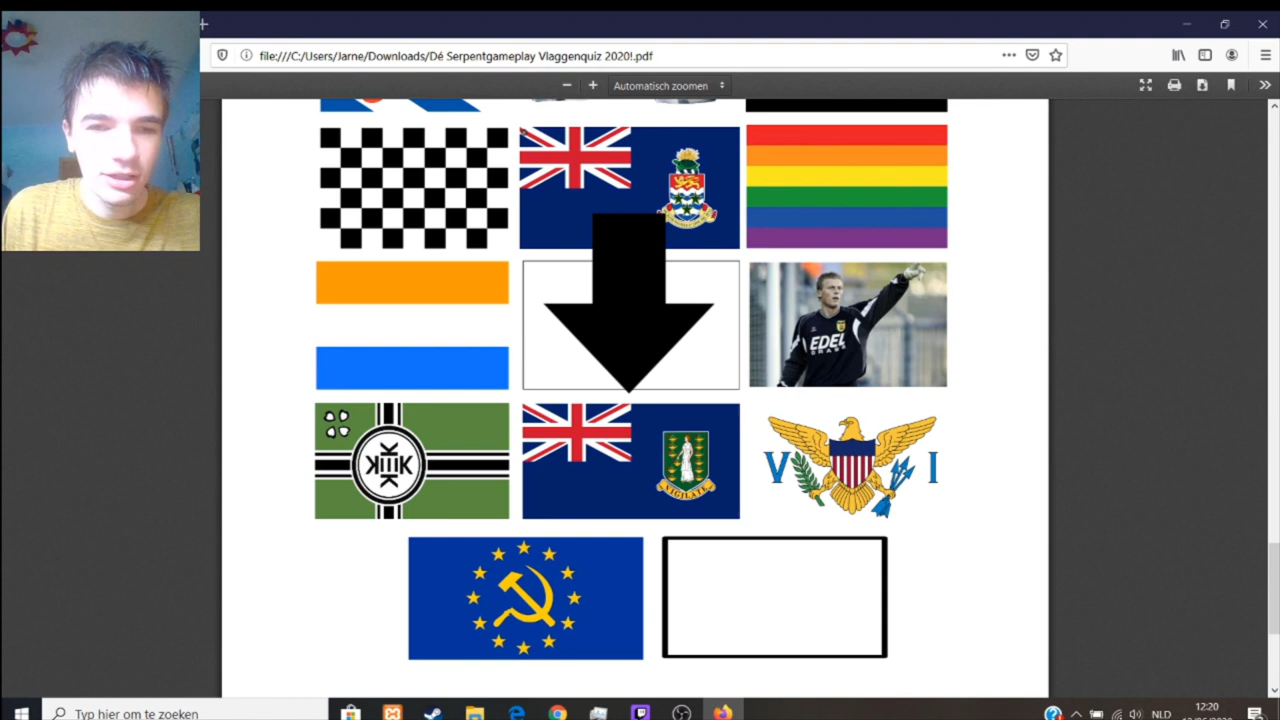 file:///C:/Users/Jarne/Downloads/Dé Serpentgameplay Vlaggenquiz 2020!.pdf
Automatisch zoomen
EDEL
VIGILATE
V I
Typ hier om te zoeken
NLD
12:20